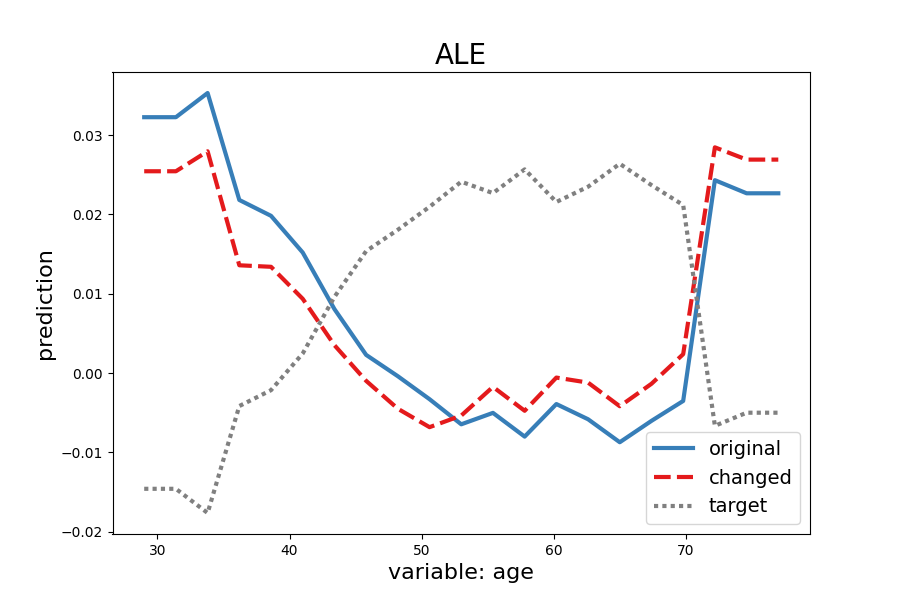 ALE
prediction
0.03
0.02
0.01
0.00
−0.01
−0.02
30 40 50 60 70
variable: age
original
changed
target